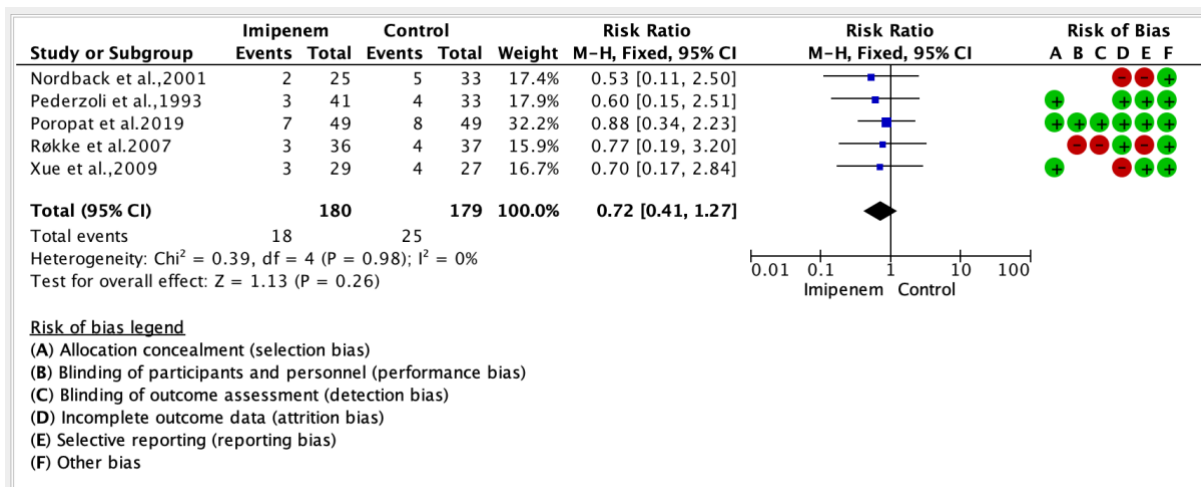 Imipenem Control Risk Ratio Risk Ratio Risk of Bias
Study or Subgroup Events Total Events Total Weight M-H, Fixed, 95% CI M-H, Fixed, 95% CI A B C D E F
Nordback et al.,2001 2 25 5 33 17.4% 0.53 [0.11, 2.50] - - +
Pederzoli et al.,1993 3 41 4 33 17.9% 0.60 [0.15, 2.51] + + + +
Poropat et al.2019 7 49 8 49 32.2% 0.88 [0.34, 2.23] + + + + + +
Røkke et al.2007 3 36 4 37 15.9% 0.77 [0.19, 3.20] - - + - +
Xue et al.,2009 3 29 4 27 16.7% 0.70 [0.17, 2.84] + - + +
Total (95% CI) 180 179 100.0% 0.72 [0.41, 1.27]
Total events 18 25
Heterogeneity: Chi² = 0.39, df = 4 (P = 0.98); I² = 0%
Test for overall effect: Z = 1.13 (P = 0.26)
0.01 0.1 1 10 100
Imipenem Control
Risk of bias legend
(A) Allocation concealment (selection bias)
(B) Blinding of participants and personnel (performance bias)
(C) Blinding of outcome assessment (detection bias)
(D) Incomplete outcome data (attrition bias)
(E) Selective reporting (reporting bias)
(F) Other bias